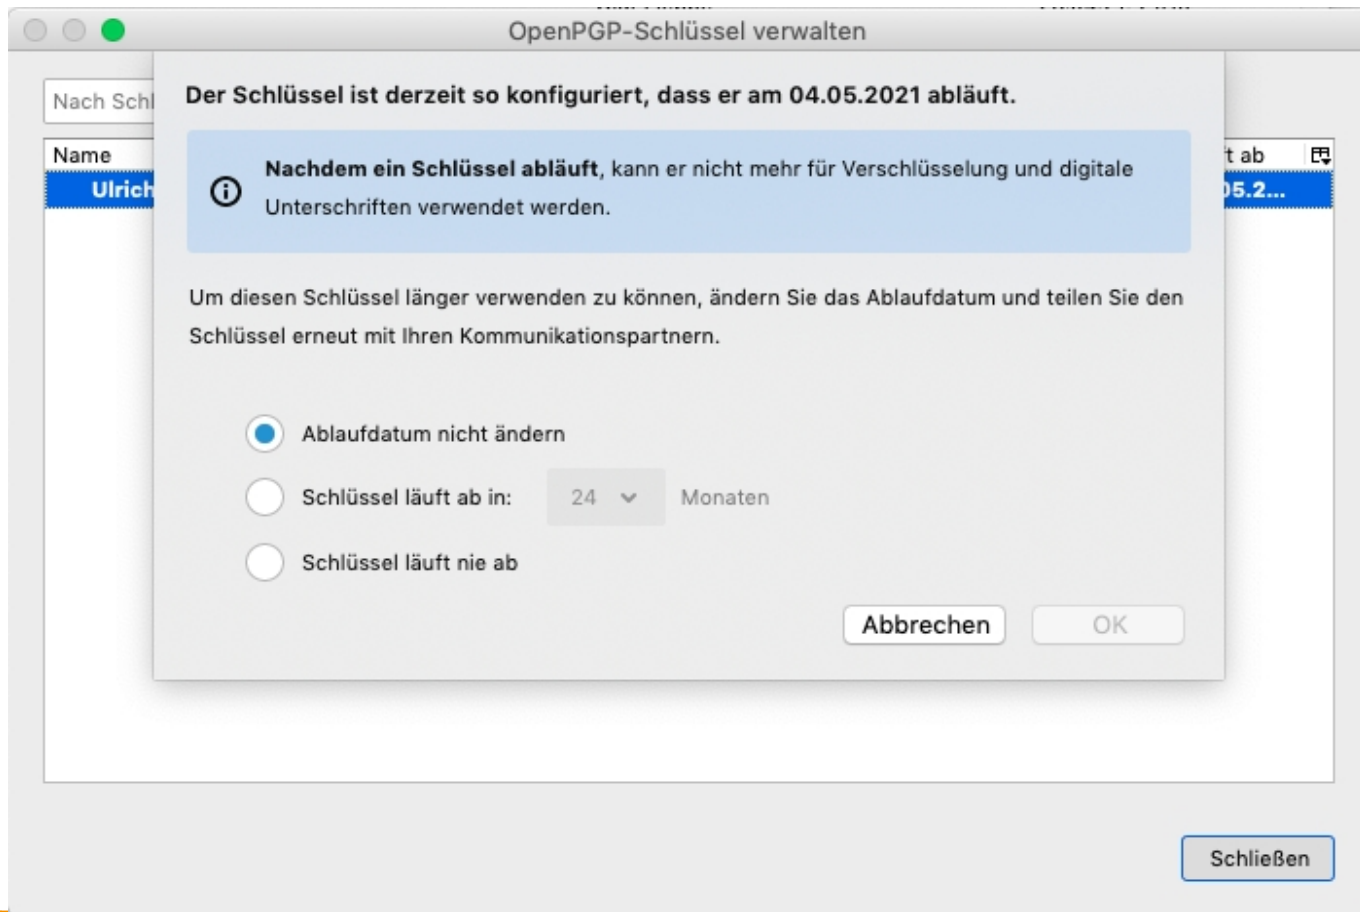 OpenPGP-Schlüssel verwalten
Nach Schl
Der Schlüssel ist derzeit so konfiguriert, dass er am 04.05.2021 abläuft.
Name
t ab
Nachdem ein Schlüssel abläuft, kann er nicht mehr für Verschlüsselung und digitale
Unterschriften verwendet werden.
Ulrich
05.2...
Um diesen Schlüssel länger verwenden zu können, ändern Sie das Ablaufdatum und teilen Sie den
Schlüssel erneut mit Ihren Kommunikationspartnern.
Ablaufdatum nicht ändern
Schlüssel läuft ab in: 24 Monaten
Schlüssel läuft nie ab
Abbrechen OK
Schließen